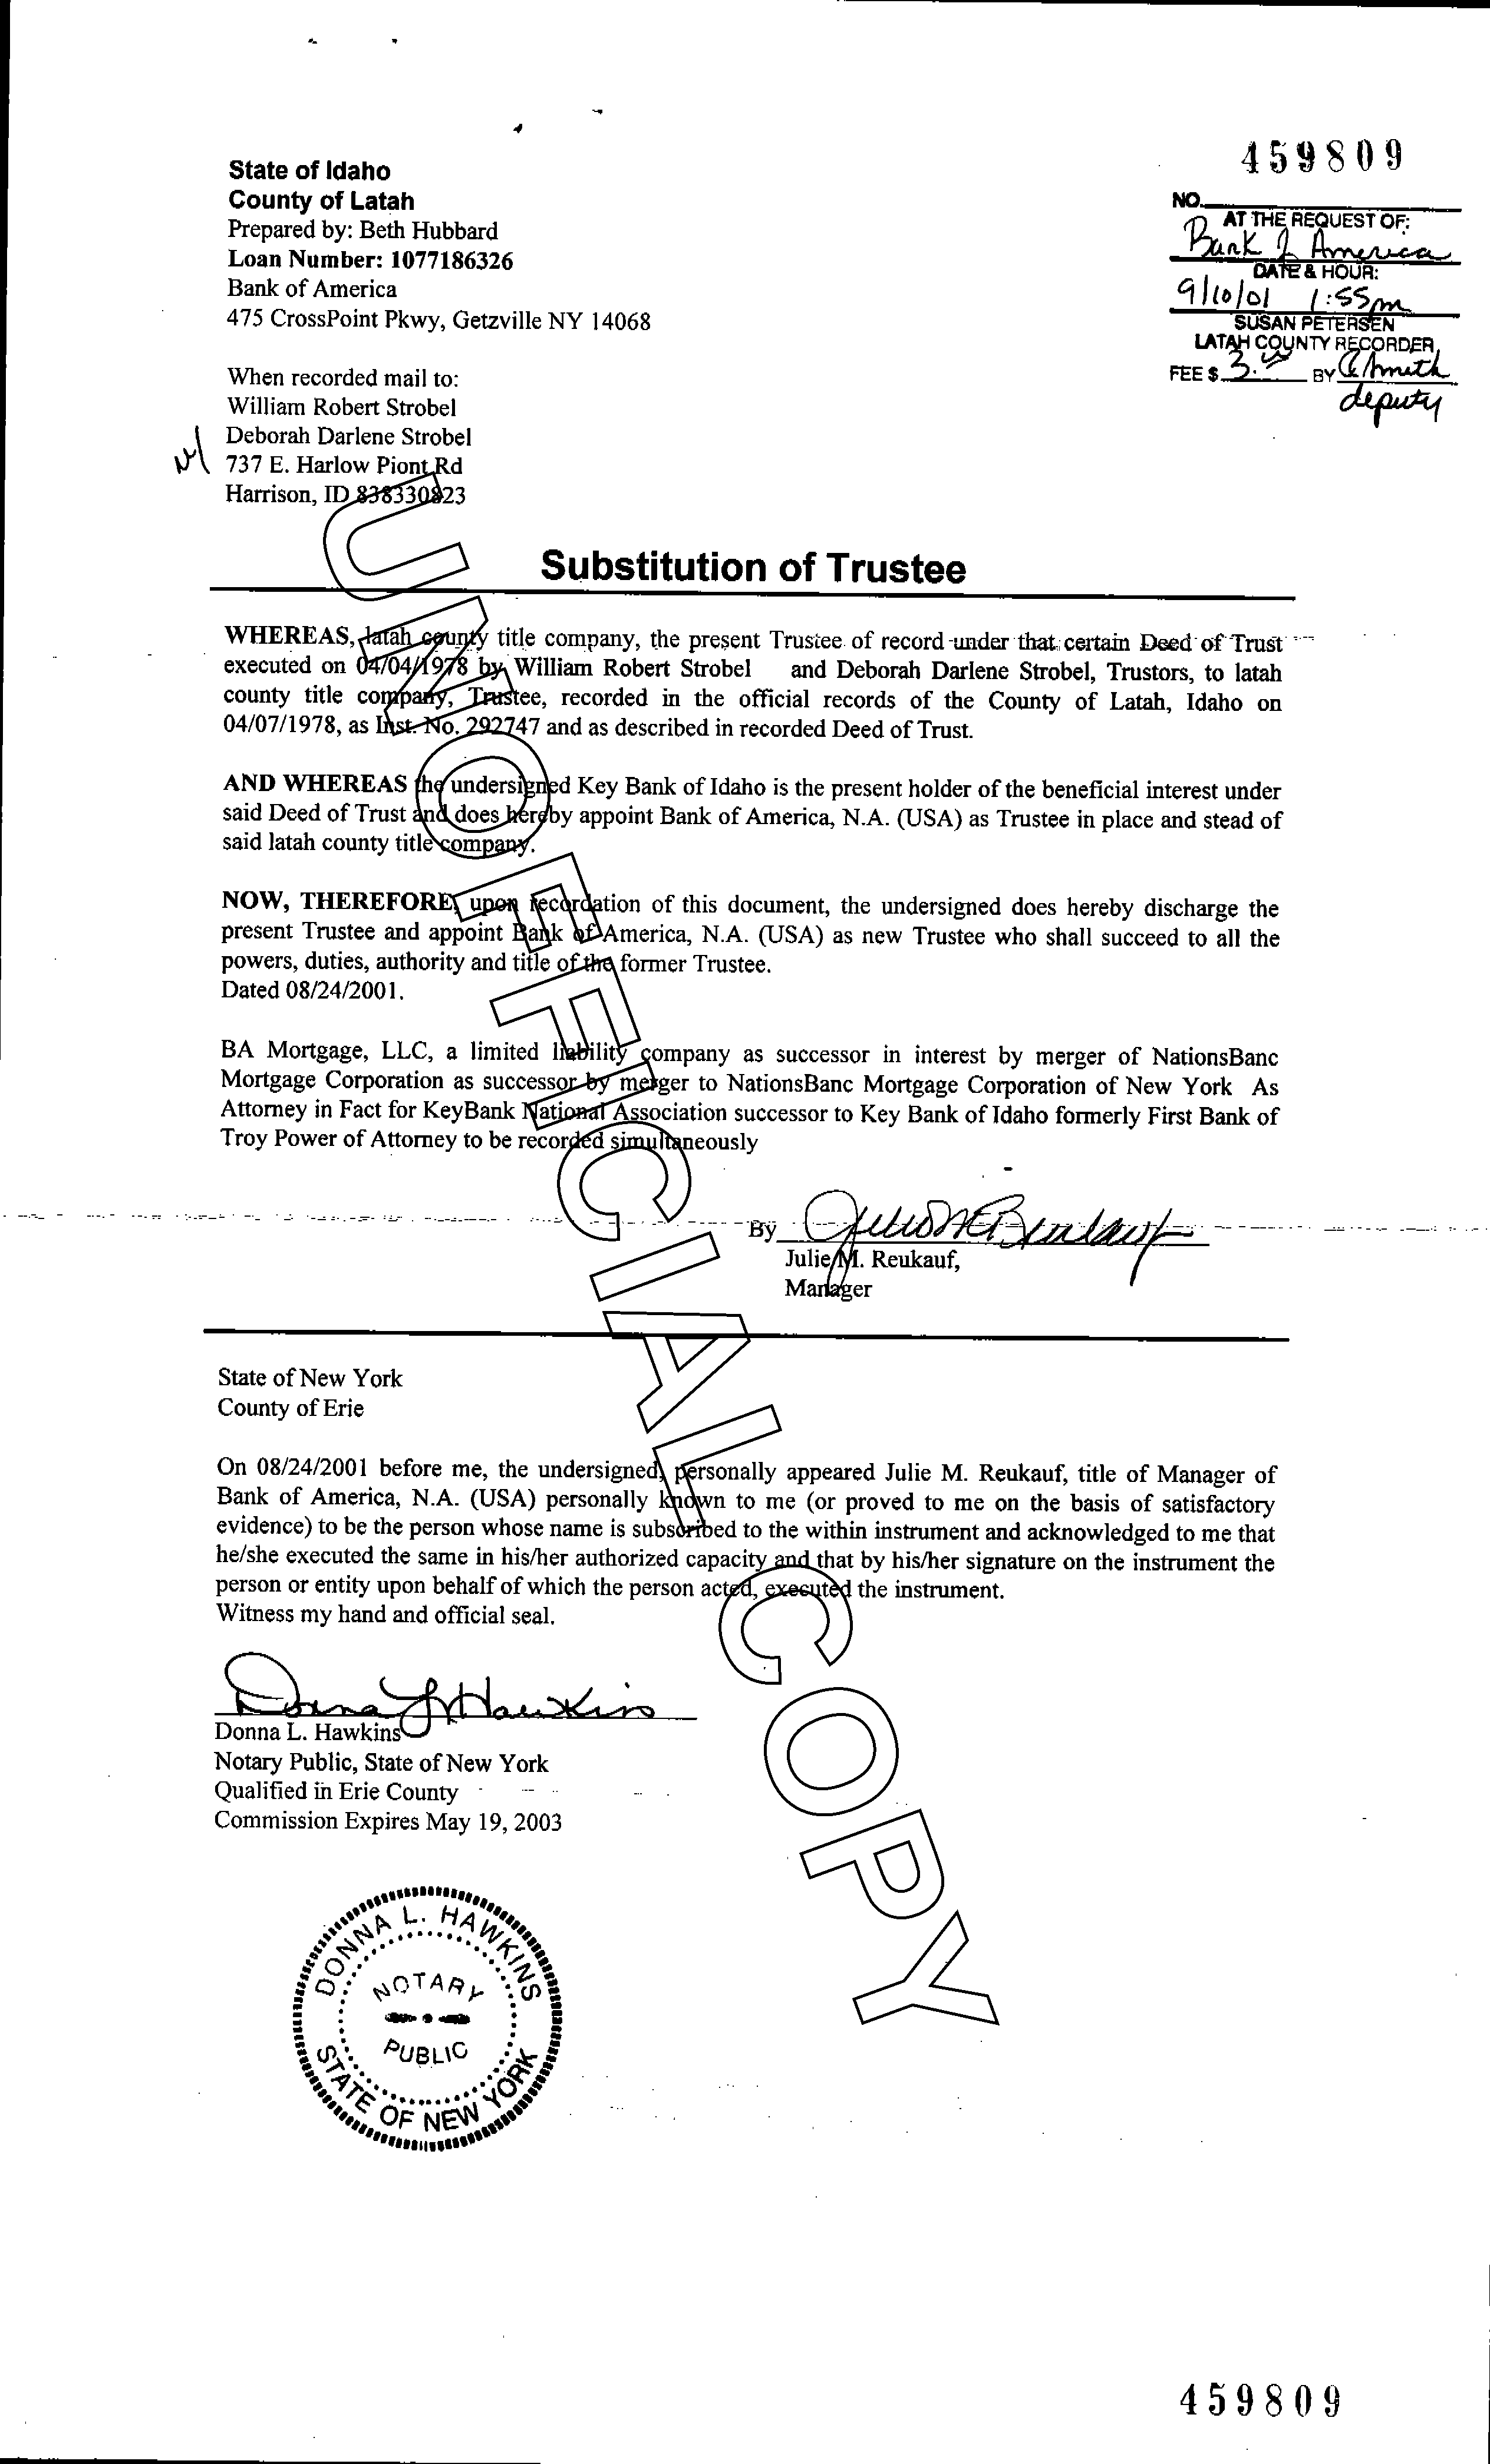 459809
State of Idaho
County of Latah
Prepared by: Beth Hubbard
Loan Number: 1077186326
Bank of America
475 CrossPoint Pkwy, Getzville NY 14068
NO.
AT THE REQUEST OF:
Bank of America
DATE & HOUR:
9/10/01 1:55pm
SUSAN PETERSEN
LATAH COUNTY RECORDER
FEE $ 3.00 BY
deputy
When recorded mail to:
William Robert Strobel
Deborah Darlene Strobel
737 E. Harlow Piont Rd
Harrison, ID 838330823
Substitution of Trustee
WHEREAS, latah county title company, the present Trustee of record under that certain Deed of Trust
executed on 04/04/1978 by William Robert Strobel and Deborah Darlene Strobel, Trustors, to latah
county title company, Trustee, recorded in the official records of the County of Latah, Idaho on
04/07/1978, as Inst. No. 292747 and as described in recorded Deed of Trust.
AND WHEREAS the undersigned Key Bank of Idaho is the present holder of the beneficial interest under
said Deed of Trust and does hereby appoint Bank of America, N.A. (USA) as Trustee in place and stead of
said latah county title company.
NOW, THEREFORE, upon recordation of this document, the undersigned does hereby discharge the
present Trustee and appoint Bank of America, N.A. (USA) as new Trustee who shall succeed to all the
powers, duties, authority and title of the former Trustee.
Dated 08/24/2001.
BA Mortgage, LLC, a limited liability company as successor in interest by merger of NationsBanc
Mortgage Corporation as successor by merger to NationsBanc Mortgage Corporation of New York As
Attorney in Fact for KeyBank National Association successor to Key Bank of Idaho formerly First Bank of
Troy Power of Attorney to be recorded simultaneously
By
Julie M. Reukauf,
Manager
State of New York
County of Erie
On 08/24/2001 before me, the undersigned, personally appeared Julie M. Reukauf, title of Manager of
Bank of America, N.A. (USA) personally known to me (or proved to me on the basis of satisfactory
evidence) to be the person whose name is subscribed to the within instrument and acknowledged to me that
he/she executed the same in his/her authorized capacity and that by his/her signature on the instrument the
person or entity upon behalf of which the person acted, executed the instrument.
Witness my hand and official seal.
Donna L Hawkins
Donna L. Hawkins
Notary Public, State of New York
Qualified in Erie County
Commission Expires May 19, 2003
DONNA L. HAWKINS
NOTARY
PUBLIC
STATE OF NEW YORK
UNOFFICIAL COPY
459809